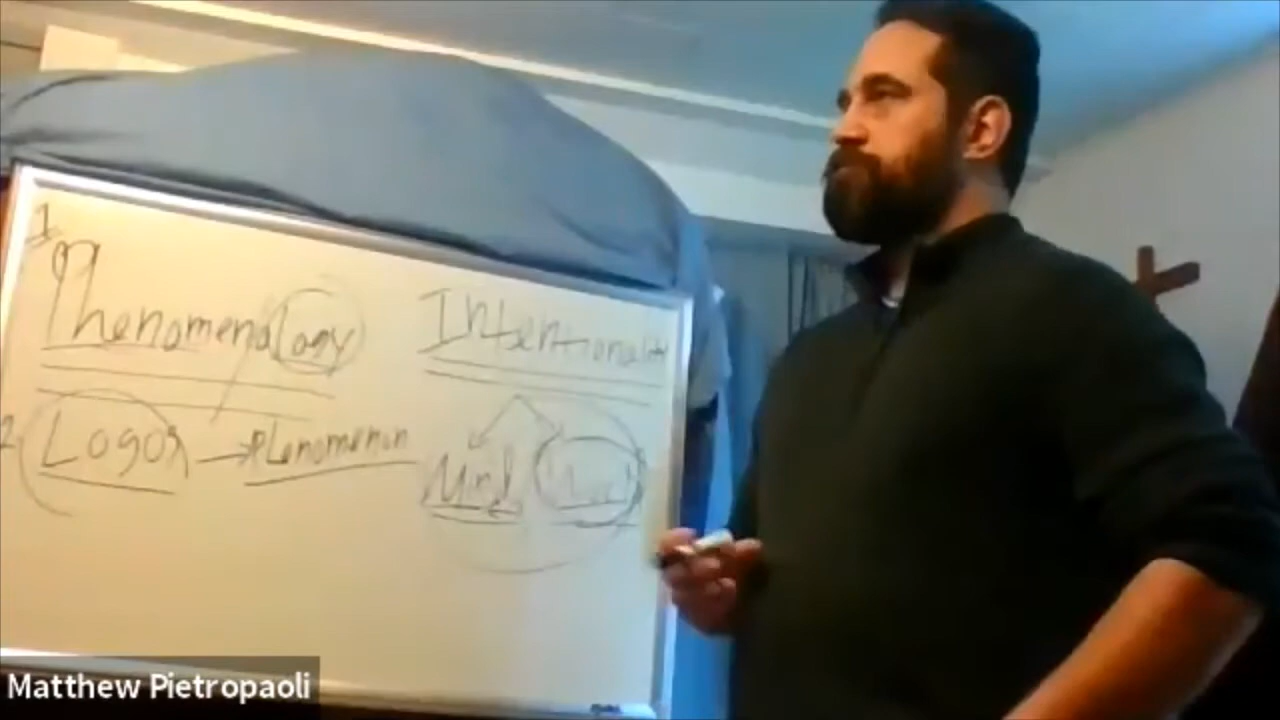 1
Phenomenology
Intentionality
2 Logos → Phenomenon
Mind
Matthew Pietropaoli